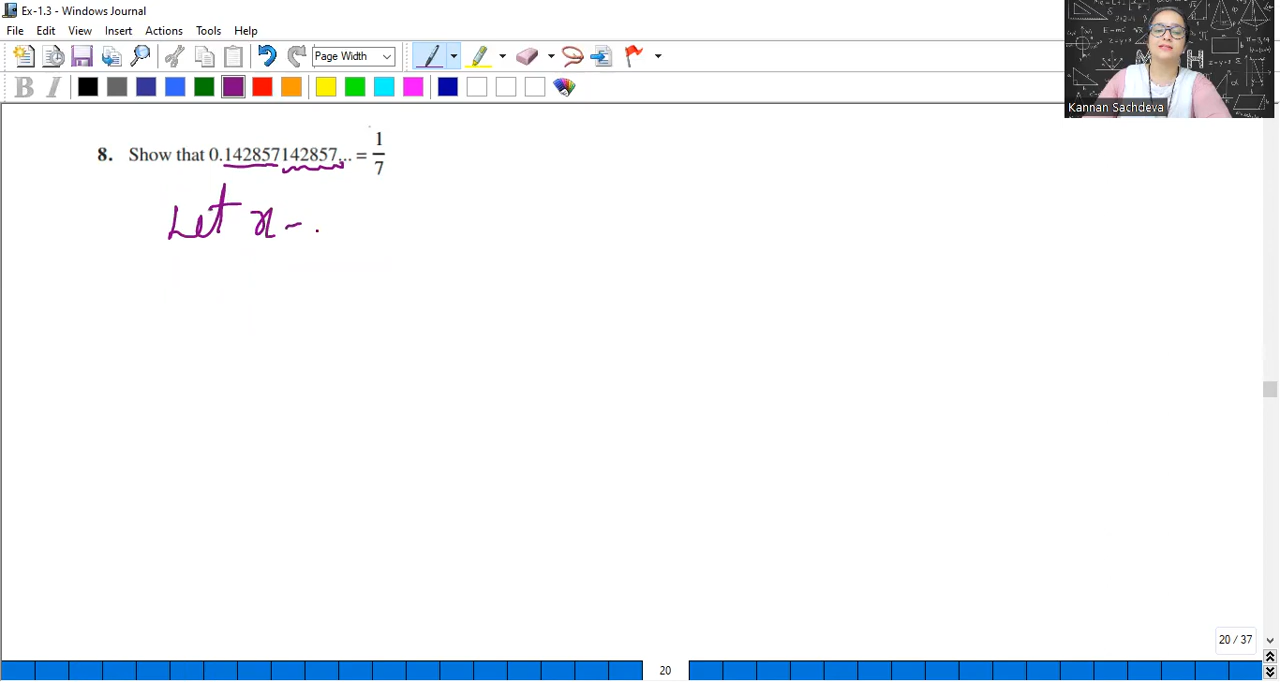 Ex-1.3 - Windows Journal
File Edit View Insert Actions Tools Help
Page Width
B I
Kannan Sachdeva
8. Show that 0.142857142857... = 1/7
Let x - .
20 / 37
20